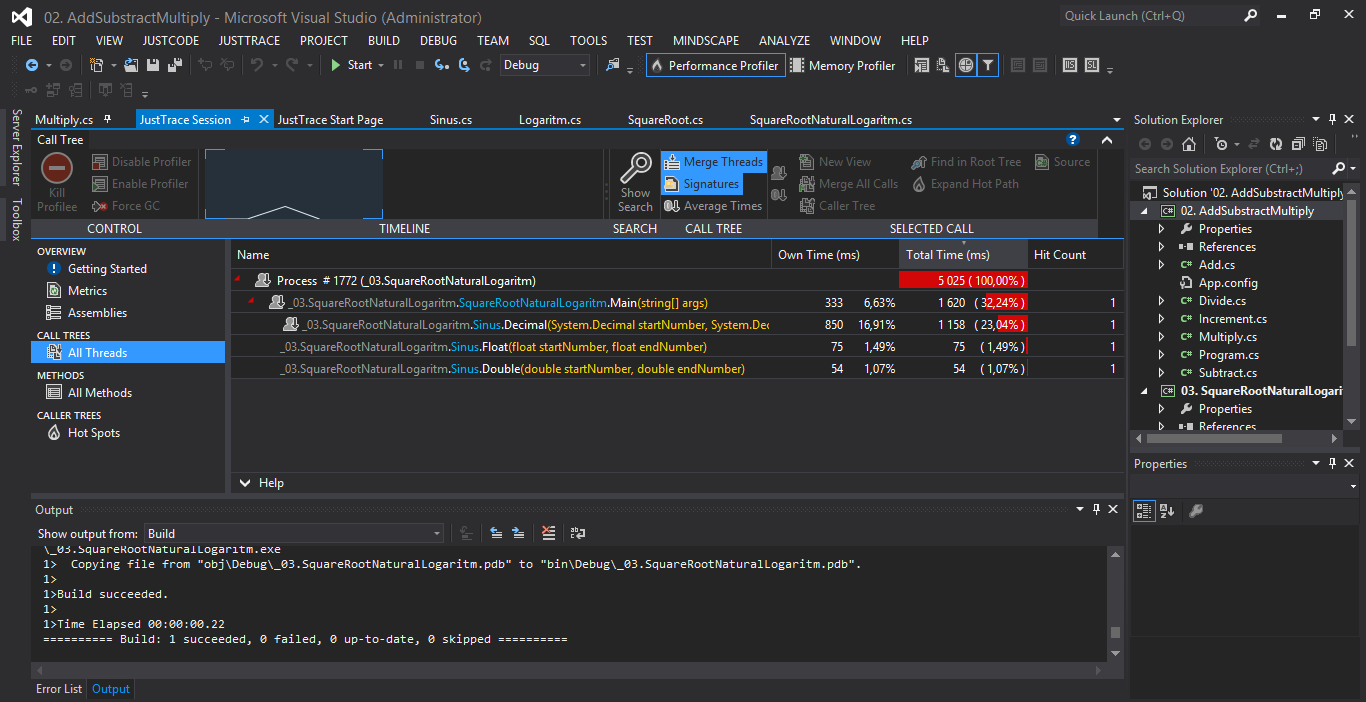 02. AddSubstractMultiply - Microsoft Visual Studio (Administrator)
Quick Launch (Ctrl+Q)
FILE EDIT VIEW JUSTCODE JUSTTRACE PROJECT BUILD DEBUG TEAM SQL TOOLS TEST MINDSCAPE ANALYZE WINDOW HELP
Start Debug Performance Profiler Memory Profiler
Server Explorer
Toolbox
Multiply.cs JustTrace Session JustTrace Start Page Sinus.cs Logaritm.cs SquareRoot.cs SquareRootNaturalLogaritm.cs
Call Tree
Kill Profilee
Disable Profiler
Enable Profiler
Force GC
Show Search
Merge Threads
Signatures
Average Times
New View
Merge All Calls
Caller Tree
Find in Root Tree
Expand Hot Path
Source
CONTROL TIMELINE SEARCH CALL TREE SELECTED CALL
OVERVIEW
Getting Started
Metrics
Assemblies
CALL TREES
All Threads
METHODS
All Methods
CALLER TREES
Hot Spots
Name Own Time (ms) Total Time (ms) Hit Count
Process # 1772 (_03.SquareRootNaturalLogaritm) 5 025 ( 100,00% )
_03.SquareRootNaturalLogaritm.SquareRootNaturalLogaritm.Main(string[] args) 333 6,63% 1 620 ( 32,24% ) 1
_03.SquareRootNaturalLogaritm.Sinus.Decimal(System.Decimal startNumber, System.Dec 850 16,91% 1 158 ( 23,04% ) 1
_03.SquareRootNaturalLogaritm.Sinus.Float(float startNumber, float endNumber) 75 1,49% 75 ( 1,49% ) 1
_03.SquareRootNaturalLogaritm.Sinus.Double(double startNumber, double endNumber) 54 1,07% 54 ( 1,07% ) 1
Help
Output
Show output from: Build
\_03.SquareRootNaturalLogaritm.exe
1>  Copying file from "obj\Debug\_03.SquareRootNaturalLogaritm.pdb" to "bin\Debug\_03.SquareRootNaturalLogaritm.pdb".
1>
1>Build succeeded.
1>
1>Time Elapsed 00:00:00.22
========== Build: 1 succeeded, 0 failed, 0 up-to-date, 0 skipped ==========
Error List Output
Solution Explorer
Search Solution Explorer (Ctrl+;)
Solution '02. AddSubstractMultiply
02. AddSubstractMultiply
Properties
References
Add.cs
App.config
Divide.cs
Increment.cs
Multiply.cs
Program.cs
Subtract.cs
03. SquareRootNaturalLogari
Properties
References
Properties